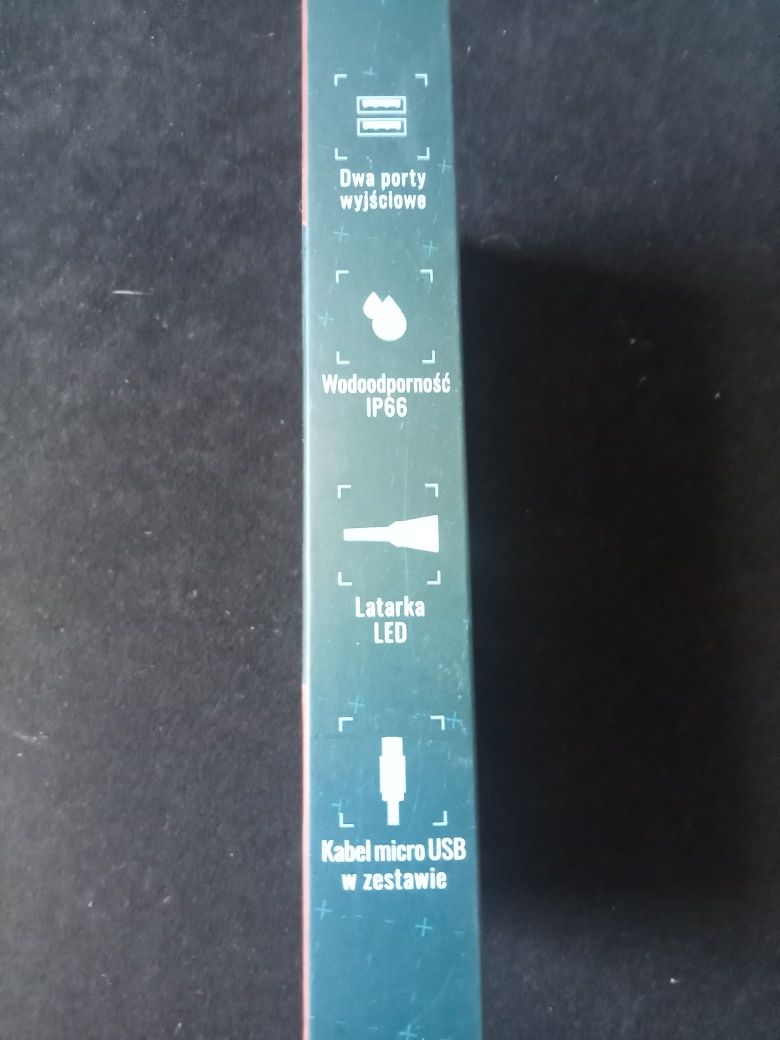 Dwa porty
wyjściowe
Wodoodporność
IP66
Latarka
LED
Kabel micro USB
w zestawie